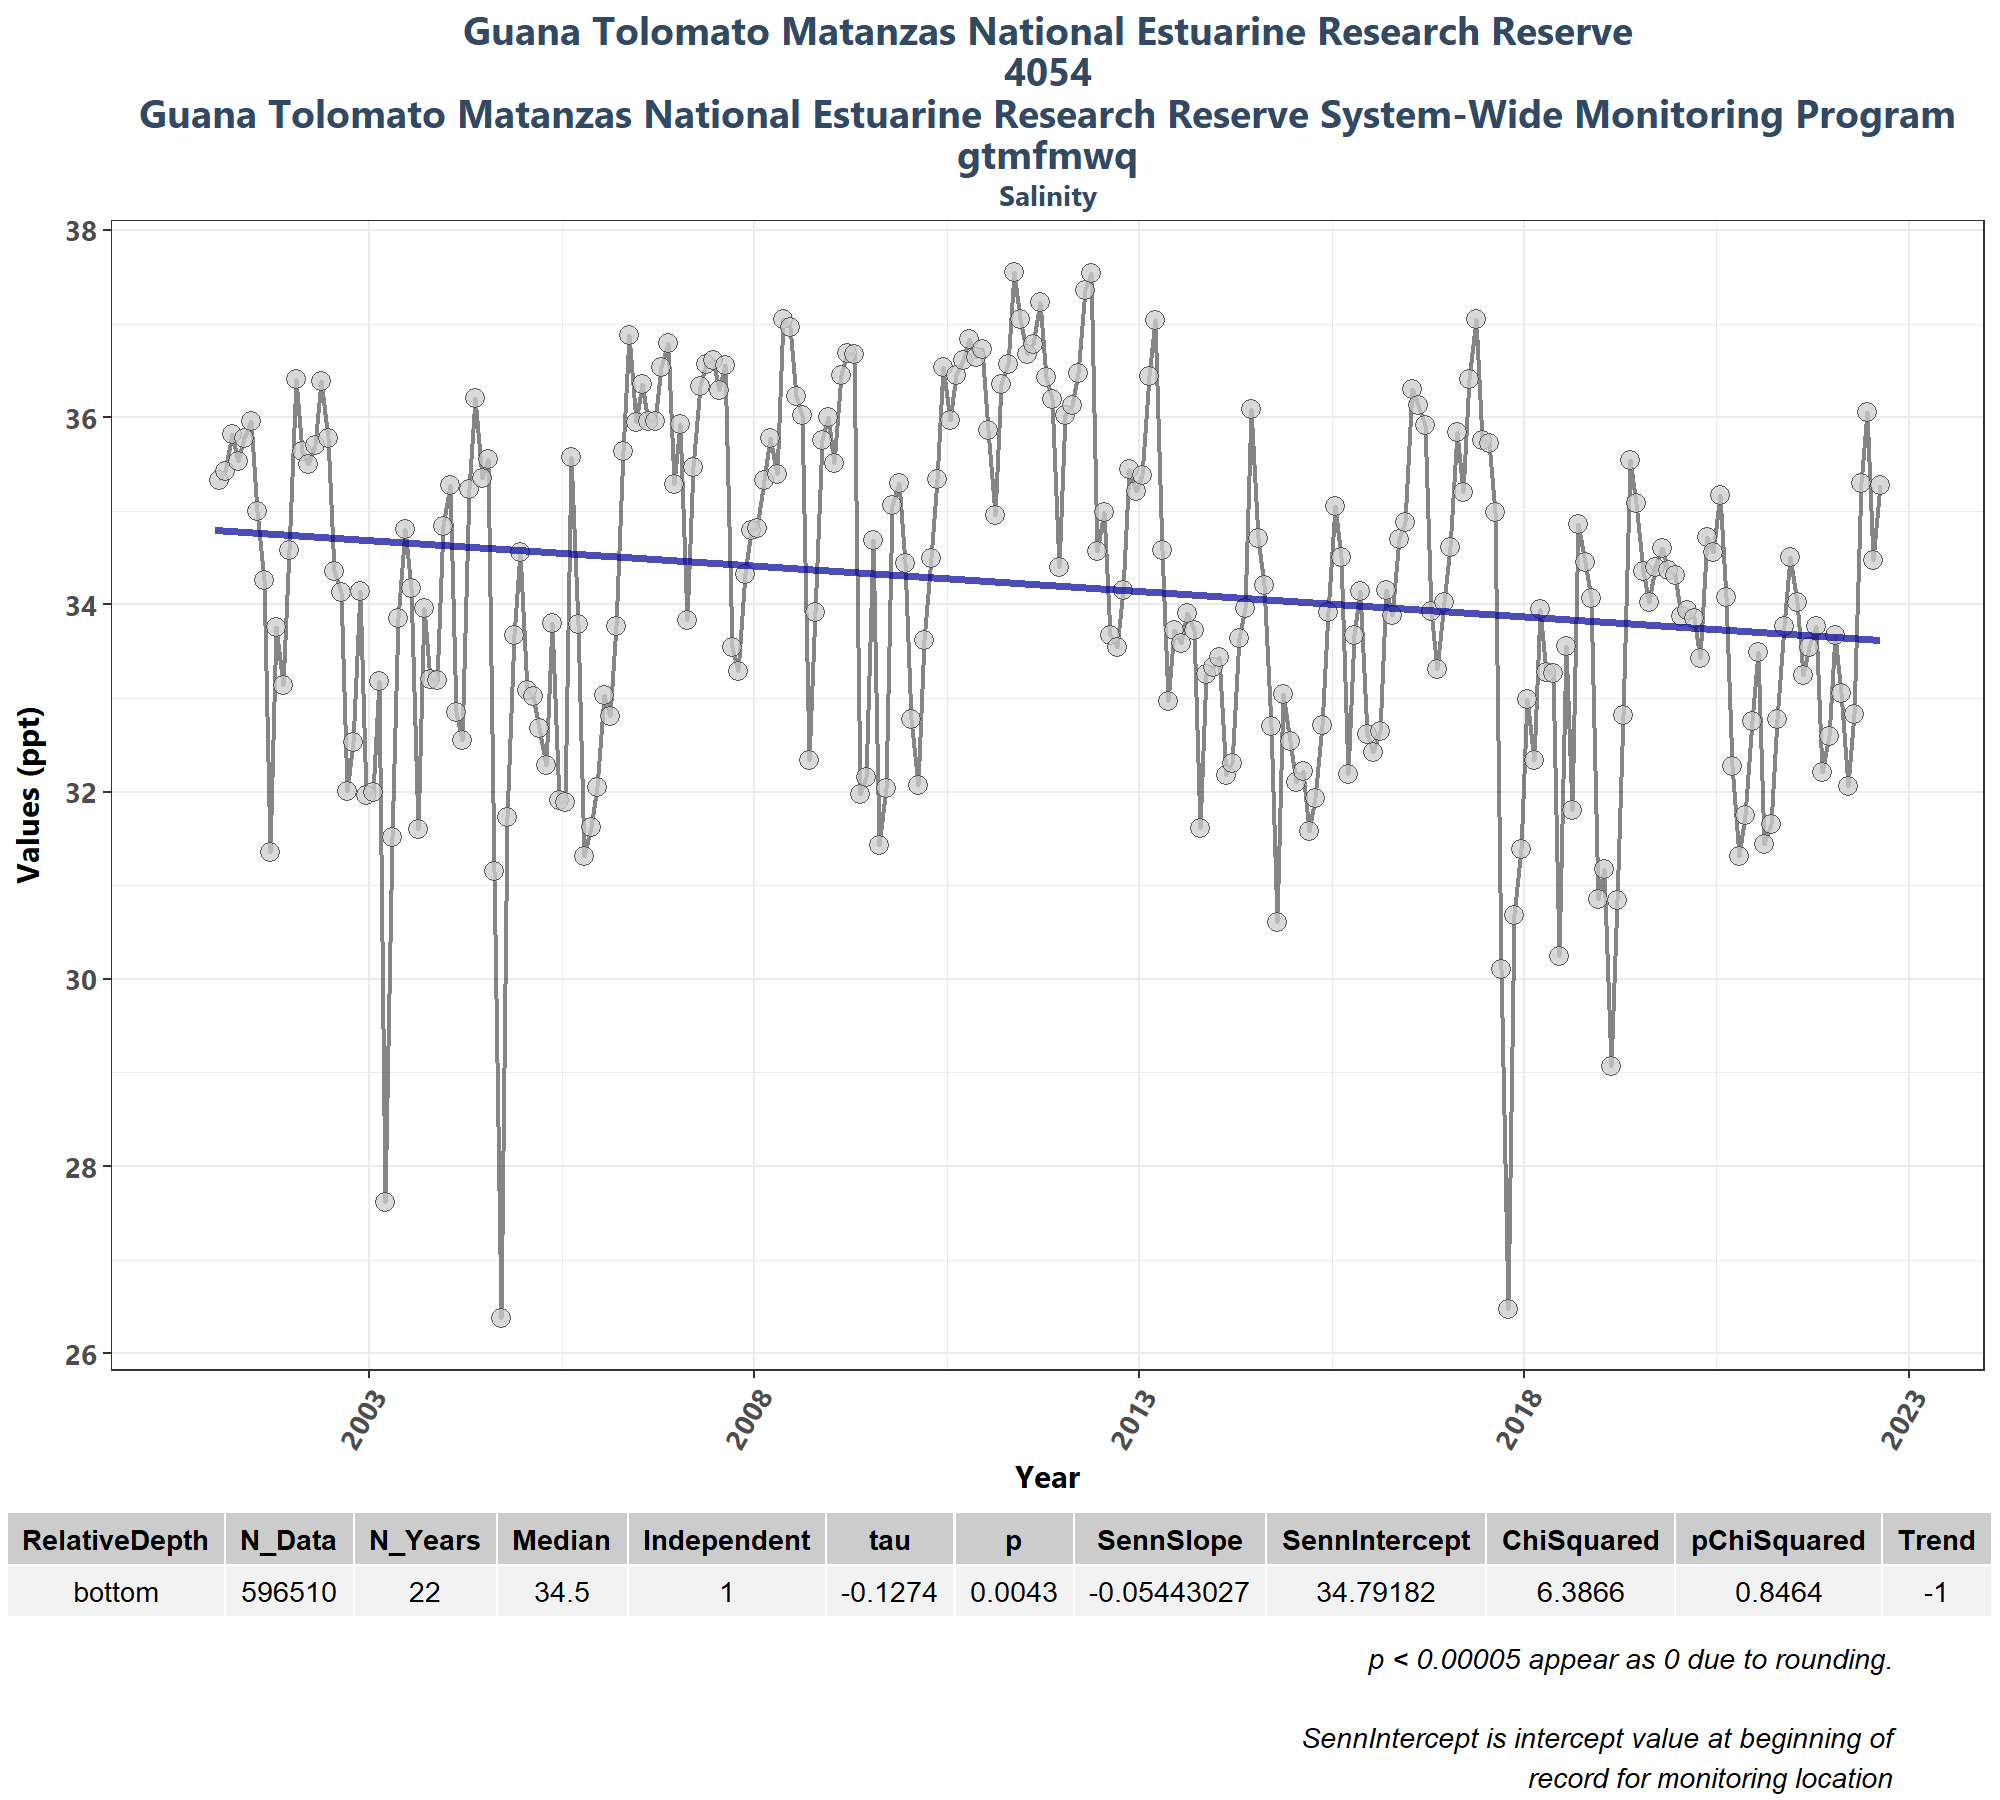 Guana Tolomato Matanzas National Estuarine Research Reserve
4054
Guana Tolomato Matanzas National Estuarine Research Reserve System-Wide Monitoring Program
gtmfmwq
Salinity
38
36
34
32
30
28
26
Values (ppt)
2003 2008 2013 2018 2023
Year
RelativeDepth N_Data N_Years Median Independent tau p SennSlope SennIntercept ChiSquared pChiSquared Trend
bottom 596510 22 34.5 1 -0.1274 0.0043 -0.05443027 34.79182 6.3866 0.8464 -1
p < 0.00005 appear as 0 due to rounding.
SennIntercept is intercept value at beginning of
record for monitoring location